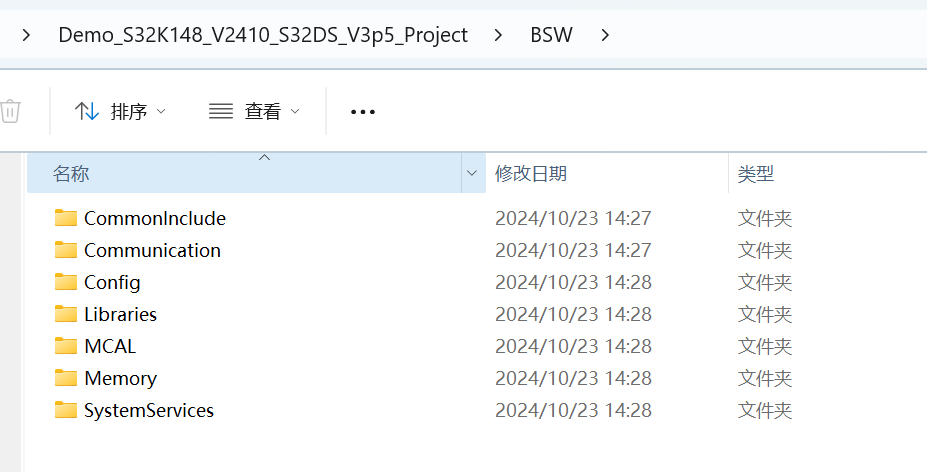 Demo_S32K148_V2410_S32DS_V3p5_Project > BSW >
排序 查看 •••
名称 修改日期 类型
CommonInclude 2024/10/23 14:27 文件夹
Communication 2024/10/23 14:27 文件夹
Config 2024/10/23 14:28 文件夹
Libraries 2024/10/23 14:28 文件夹
MCAL 2024/10/23 14:28 文件夹
Memory 2024/10/23 14:28 文件夹
SystemServices 2024/10/23 14:28 文件夹